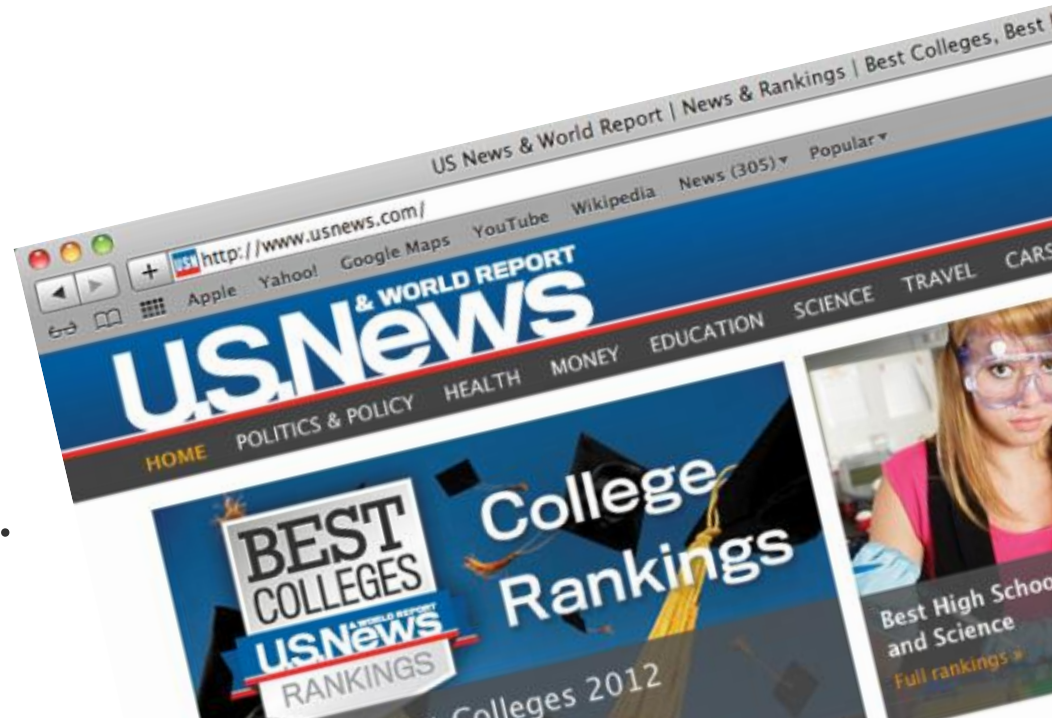 US News & World Report | News & Rankings | Best Colleges, Best
USN http://www.usnews.com/
Apple Yahoo! Google Maps YouTube Wikipedia News (305) Popular
& WORLD REPORT
U.S.News
HOME POLITICS & POLICY HEALTH MONEY EDUCATION SCIENCE TRAVEL CARS
BEST
COLLEGES
& WORLD REPORT
U.S.News
RANKINGS
College
Rankings
Colleges 2012
Best High Schoo
and Science
Full rankings »